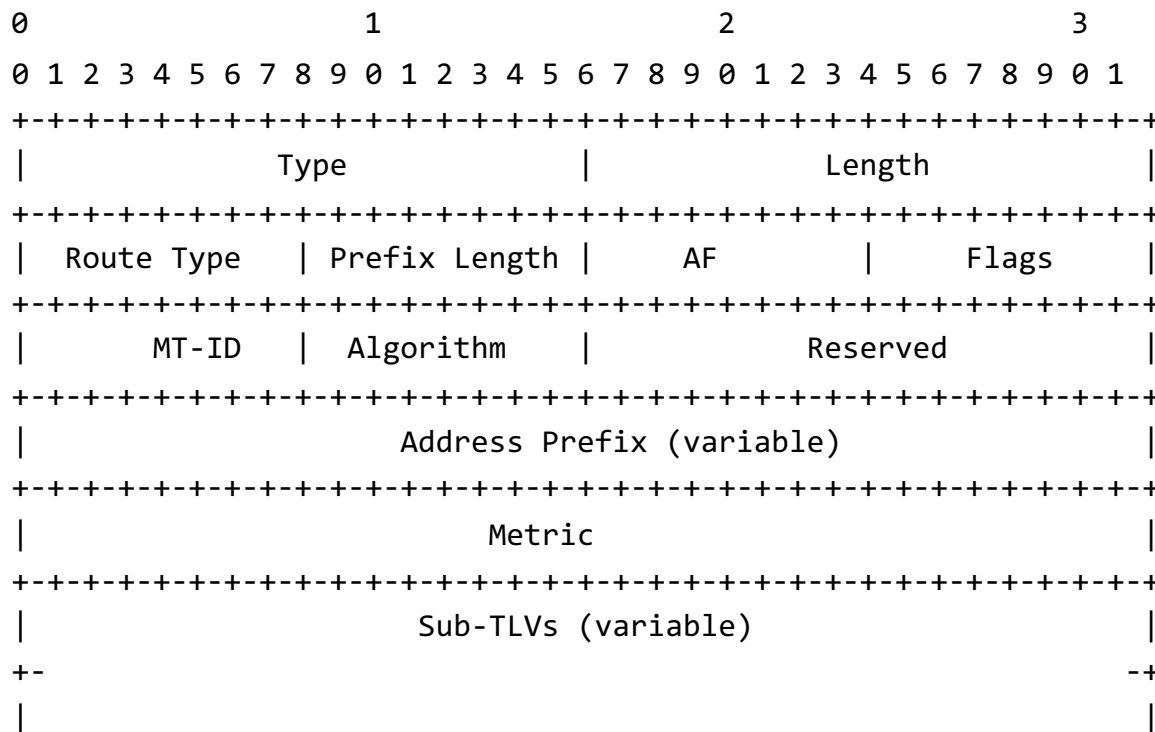 0                   1                   2                   3
0 1 2 3 4 5 6 7 8 9 0 1 2 3 4 5 6 7 8 9 0 1 2 3 4 5 6 7 8 9 0 1
+-+-+-+-+-+-+-+-+-+-+-+-+-+-+-+-+-+-+-+-+-+-+-+-+-+-+-+-+-+-+-+-+
|              Type             |             Length            |
+-+-+-+-+-+-+-+-+-+-+-+-+-+-+-+-+-+-+-+-+-+-+-+-+-+-+-+-+-+-+-+-+
|  Route Type   | Prefix Length |     AF        |     Flags     |
+-+-+-+-+-+-+-+-+-+-+-+-+-+-+-+-+-+-+-+-+-+-+-+-+-+-+-+-+-+-+-+-+
|       MT-ID   |  Algorithm    |            Reserved           |
+-+-+-+-+-+-+-+-+-+-+-+-+-+-+-+-+-+-+-+-+-+-+-+-+-+-+-+-+-+-+-+-+
|                     Address Prefix (variable)                 |
+-+-+-+-+-+-+-+-+-+-+-+-+-+-+-+-+-+-+-+-+-+-+-+-+-+-+-+-+-+-+-+-+
|                          Metric                               |
+-+-+-+-+-+-+-+-+-+-+-+-+-+-+-+-+-+-+-+-+-+-+-+-+-+-+-+-+-+-+-+-+
|                      Sub-TLVs (variable)                      |
+-                                                             -+
|                                                               |